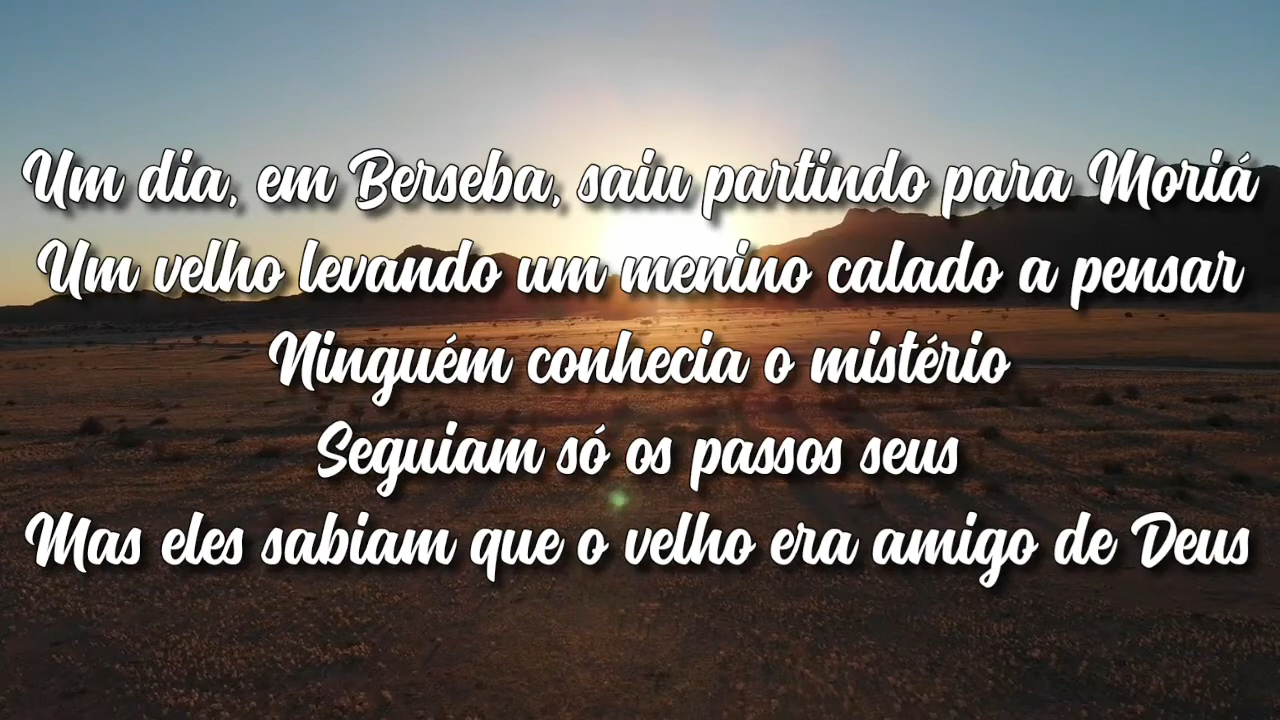 Um dia, em Berseba, saiu partindo para Moriá
Um velho levando um menino calado a pensar
Ninguém conhecia o mistério
Seguiam só os passos seus
Mas eles sabiam que o velho era amigo de Deus